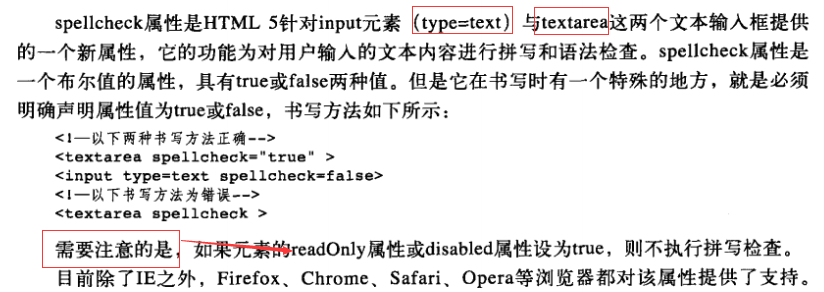 spellcheck属性是HTML 5针对input元素（type=text）与textarea这两个文本输入框提供
的一个新属性，它的功能为对用户输入的文本内容进行拼写和语法检查。spellcheck属性是
一个布尔值的属性，具有true或false两种值。但是它在书写时有一个特殊的地方，就是必须
明确声明属性值为true或false，书写方法如下所示：
<!—以下两种书写方法正确-->
<textarea spellcheck="true" >
<input type=text spellcheck=false>
<!—以下书写方法为错误-->
<textarea spellcheck >
需要注意的是，如果元素的readOnly属性或disabled属性设为true，则不执行拼写检查。
目前除了IE之外，Firefox、Chrome、Safari、Opera等浏览器都对该属性提供了支持。